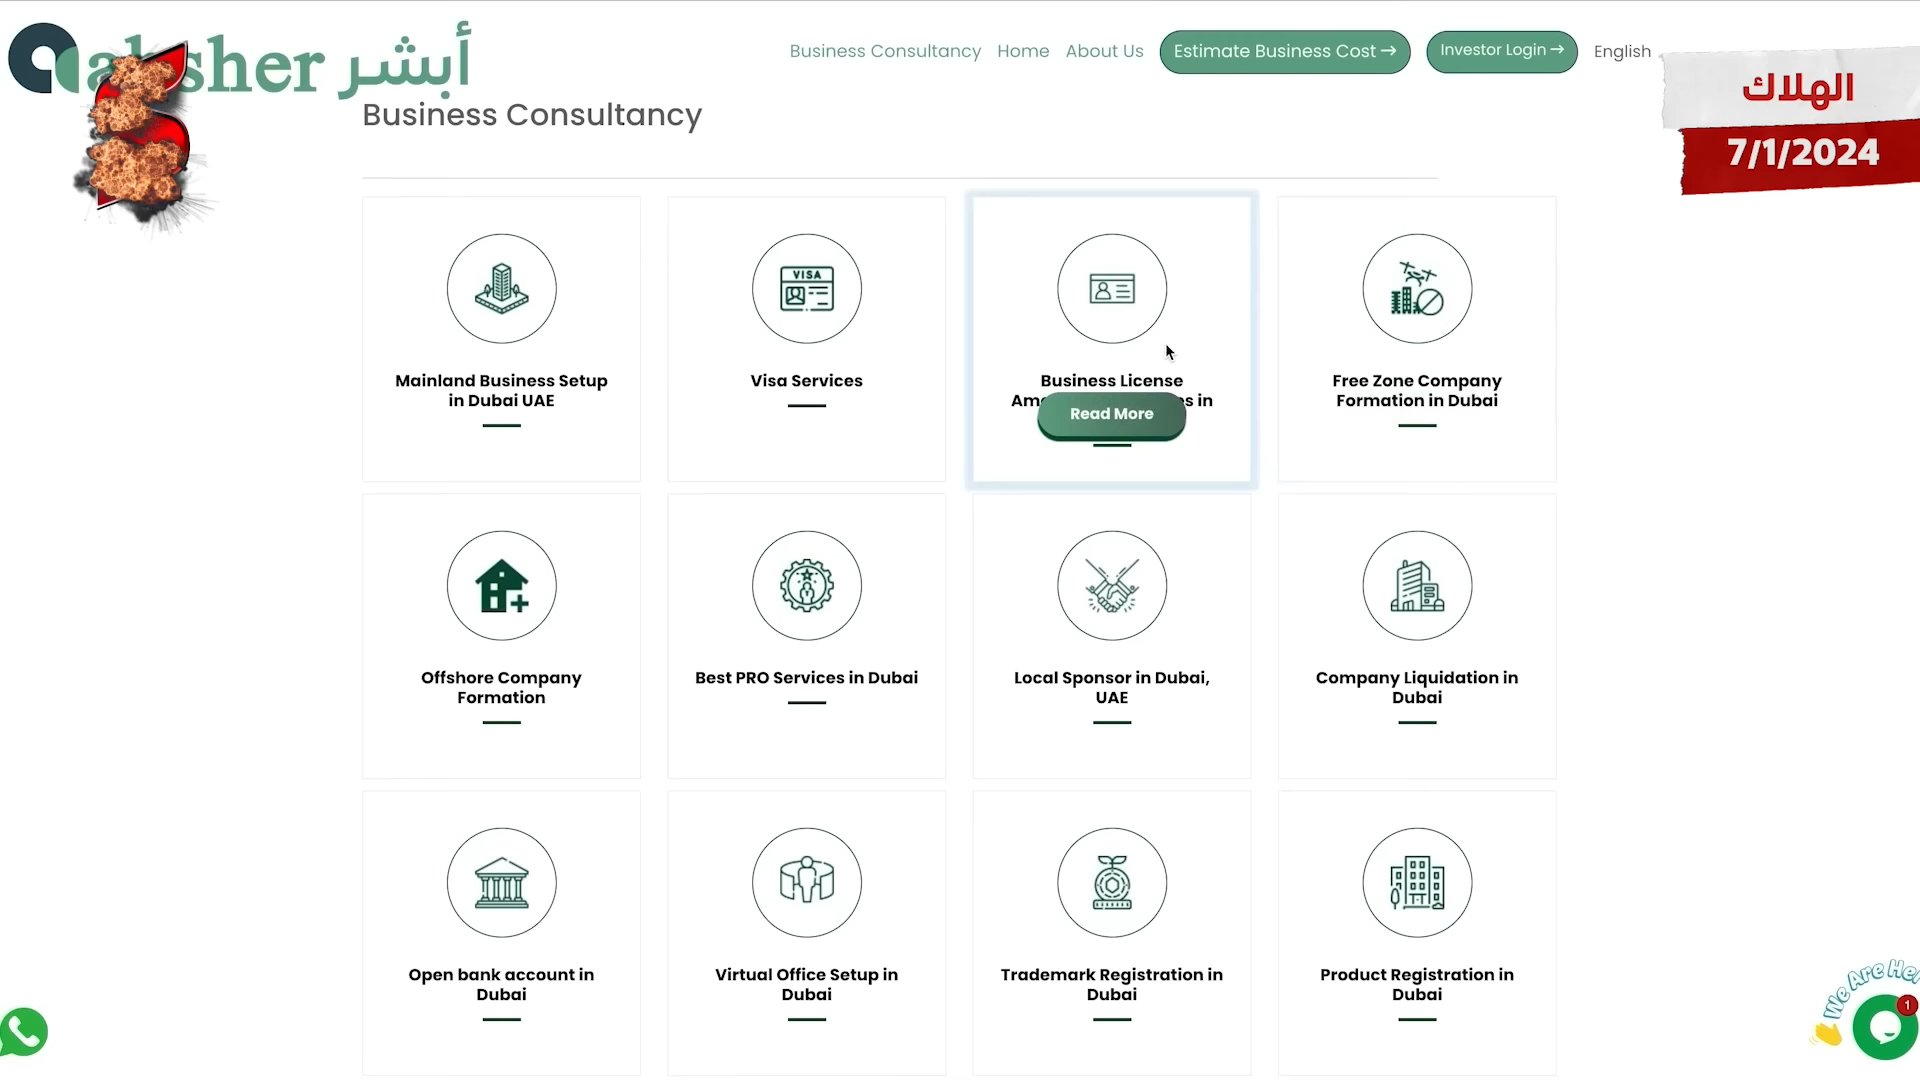 sher أبشر
Business Consultancy
Home
About Us
Estimate Business Cost →
Investor Login →
English
الهلاك
7/1/2024
Business Consultancy
Mainland Business Setup
in Dubai UAE
VISA
Visa Services
Business License
Read More
Free Zone Company
Formation in Dubai
Offshore Company
Formation
Best PRO Services in Dubai
Local Sponsor in Dubai,
UAE
Company Liquidation in
Dubai
Open bank account in
Dubai
Virtual Office Setup in
Dubai
Trademark Registration in
Dubai
Product Registration in
Dubai
We Are
1